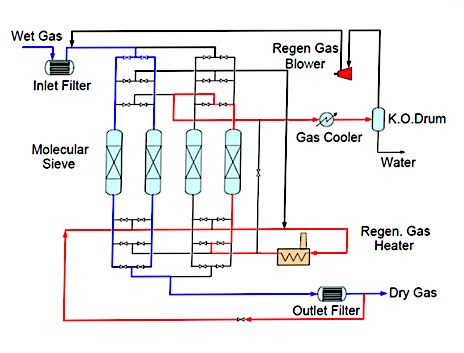 Wet Gas
Inlet Filter
Regen Gas
Blower
Gas Cooler
K.O.Drum
Water
Molecular
Sieve
Regen. Gas
Heater
Outlet Filter
Dry Gas